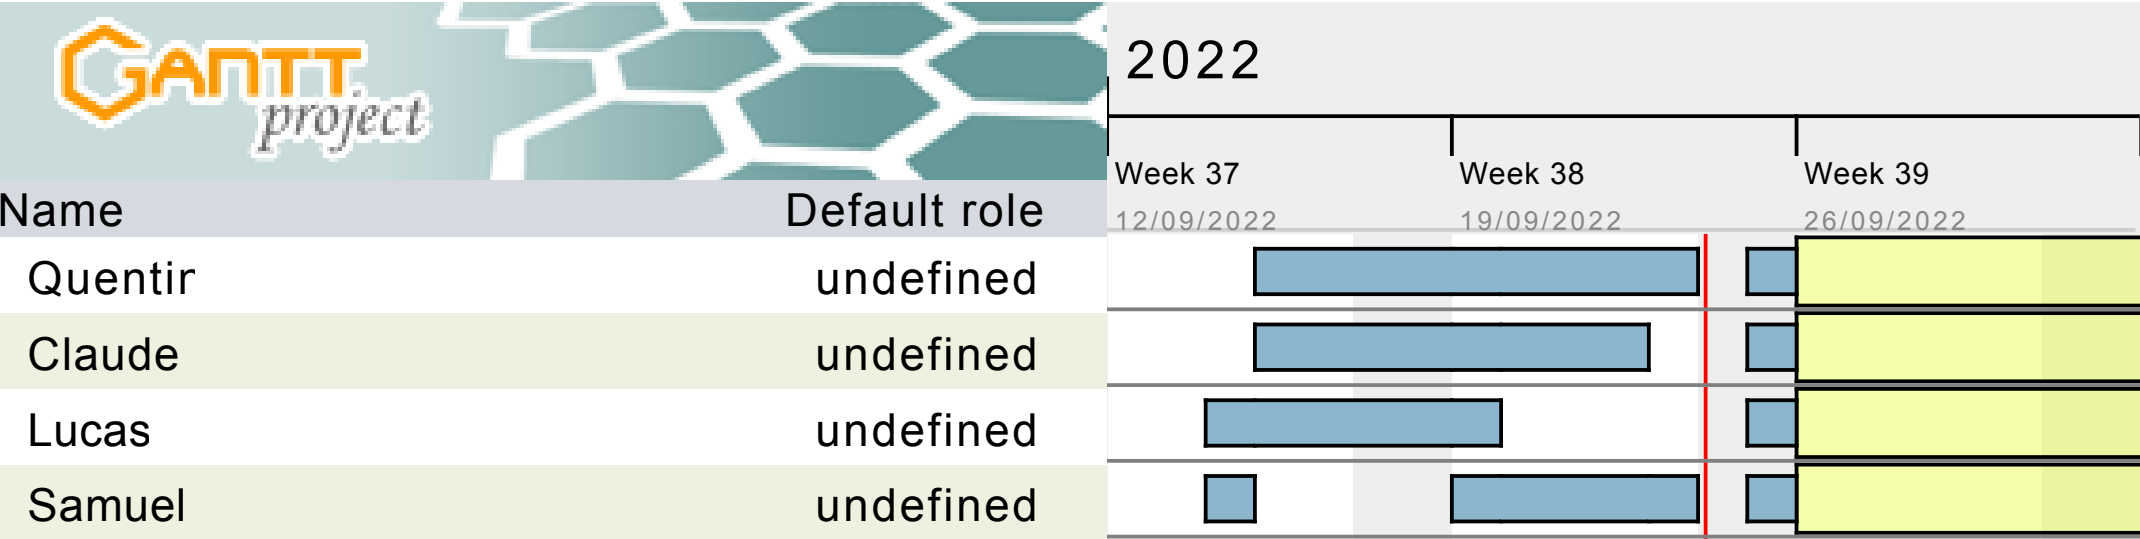 GANTT
project
2022
Week 37 Week 38 Week 39
12/09/2022 19/09/2022 26/09/2022
Name Default role
Quentin undefined
Claude undefined
Lucas undefined
Samuel undefined